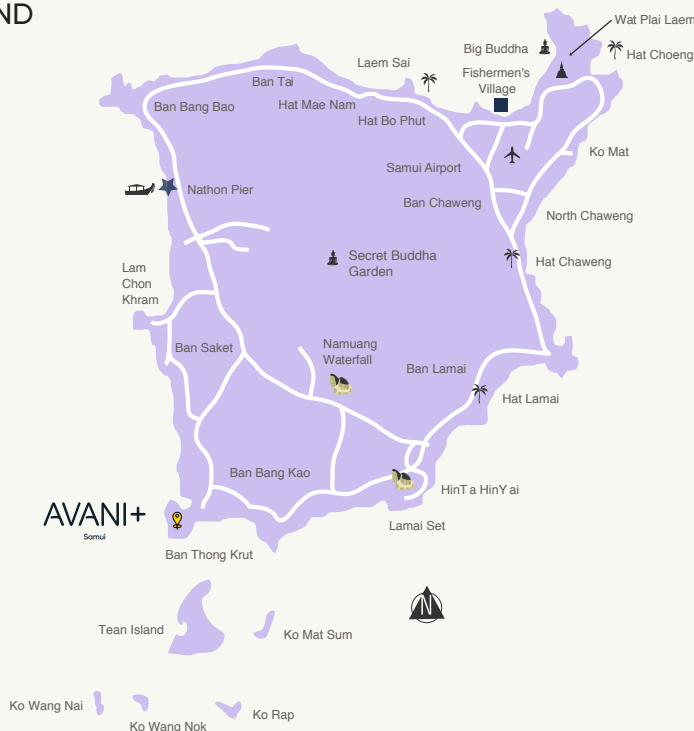 ND
Wat Plai Laem
Big Buddha
Hat Choeng
Laem Sai
Fishermen's
Village
Ban Tai
Ban Bang Bao
Hat Mae Nam
Hat Bo Phut
Ko Mat
Samui Airport
Nathon Pier
Ban Chaweng
North Chaweng
Secret Buddha
Garden
Hat Chaweng
Lam
Chon
Khram
Ban Saket
Namuang
Waterfall
Ban Lamai
Hat Lamai
Ban Bang Kao
HinTa HinYai
AVANI+
Samui
Lamai Set
Ban Thong Krut
N
Tean Island
Ko Mat Sum
Ko Wang Nai
Ko Rap
Ko Wang Nok